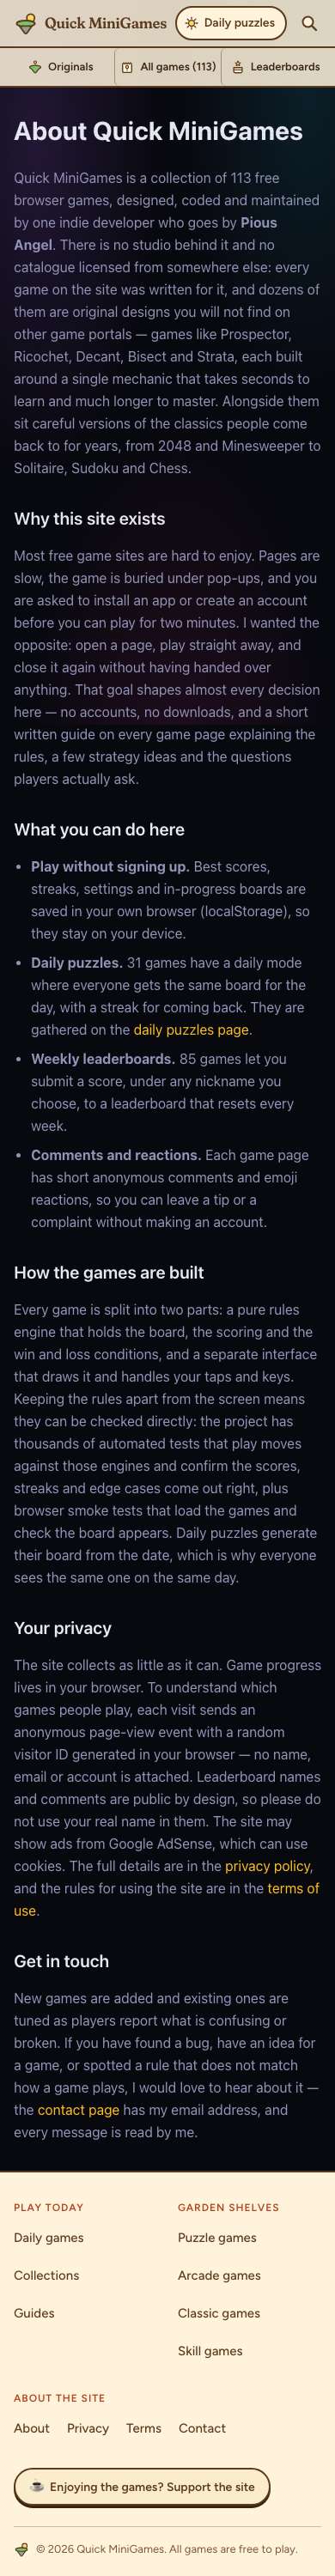 Quick MiniGames
Daily puzzles
Originals
All games (113)
Leaderboards
About Quick MiniGames
Quick MiniGames is a collection of 113 free
browser games, designed, coded and maintained
by one indie developer who goes by Pious
Angel. There is no studio behind it and no
catalogue licensed from somewhere else: every
game on the site was written for it, and dozens of
them are original designs you will not find on
other game portals — games like Prospector,
Ricochet, Decant, Bisect and Strata, each built
around a single mechanic that takes seconds to
learn and much longer to master. Alongside them
sit careful versions of the classics people come
back to for years, from 2048 and Minesweeper to
Solitaire, Sudoku and Chess.
Why this site exists
Most free game sites are hard to enjoy. Pages are
slow, the game is buried under pop-ups, and you
are asked to install an app or create an account
before you can play for two minutes. I wanted the
opposite: open a page, play straight away, and
close it again without having handed over
anything. That goal shapes almost every decision
here — no accounts, no downloads, and a short
written guide on every game page explaining the
rules, a few strategy ideas and the questions
players actually ask.
What you can do here
• Play without signing up. Best scores,
streaks, settings and in-progress boards are
saved in your own browser (localStorage), so
they stay on your device.
• Daily puzzles. 31 games have a daily mode
where everyone gets the same board for the
day, with a streak for coming back. They are
gathered on the daily puzzles page.
• Weekly leaderboards. 85 games let you
submit a score, under any nickname you
choose, to a leaderboard that resets every
week.
• Comments and reactions. Each game page
has short anonymous comments and emoji
reactions, so you can leave a tip or a
complaint without making an account.
How the games are built
Every game is split into two parts: a pure rules
engine that holds the board, the scoring and the
win and loss conditions, and a separate interface
that draws it and handles your taps and keys.
Keeping the rules apart from the screen means
they can be checked directly: the project has
thousands of automated tests that play moves
against those engines and confirm the scores,
streaks and edge cases come out right, plus
browser smoke tests that load the games and
check the board appears. Daily puzzles generate
their board from the date, which is why everyone
sees the same one on the same day.
Your privacy
The site collects as little as it can. Game progress
lives in your browser. To understand which
games people play, each visit sends an
anonymous page-view event with a random
visitor ID generated in your browser — no name,
email or account is attached. Leaderboard names
and comments are public by design, so please do
not use your real name in them. The site may
show ads from Google AdSense, which can use
cookies. The full details are in the privacy policy,
and the rules for using the site are in the terms of
use.
Get in touch
New games are added and existing ones are
tuned as players report what is confusing or
broken. If you have found a bug, have an idea for
a game, or spotted a rule that does not match
how a game plays, I would love to hear about it —
the contact page has my email address, and
every message is read by me.
PLAY TODAY
Daily games
Collections
Guides
GARDEN SHELVES
Puzzle games
Arcade games
Classic games
Skill games
ABOUT THE SITE
About Privacy Terms Contact
Enjoying the games? Support the site
© 2026 Quick MiniGames. All games are free to play.